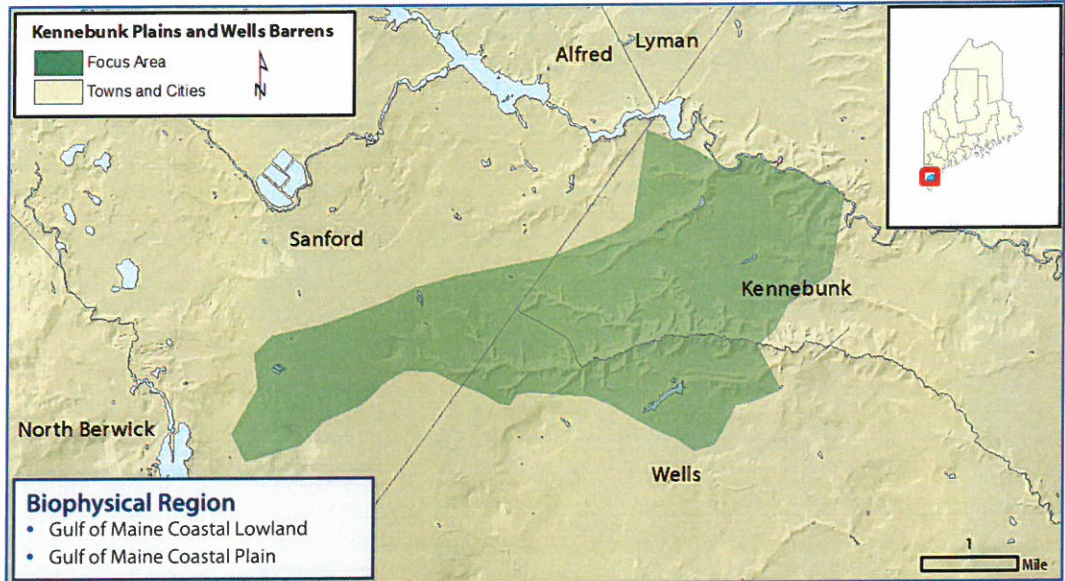 Kennebunk Plains and Wells Barrens
Focus Area
Towns and Cities
N
Alfred
Lyman
Sanford
Kennebunk
North Berwick
Wells
Biophysical Region
• Gulf of Maine Coastal Lowland
• Gulf of Maine Coastal Plain
1
Mile